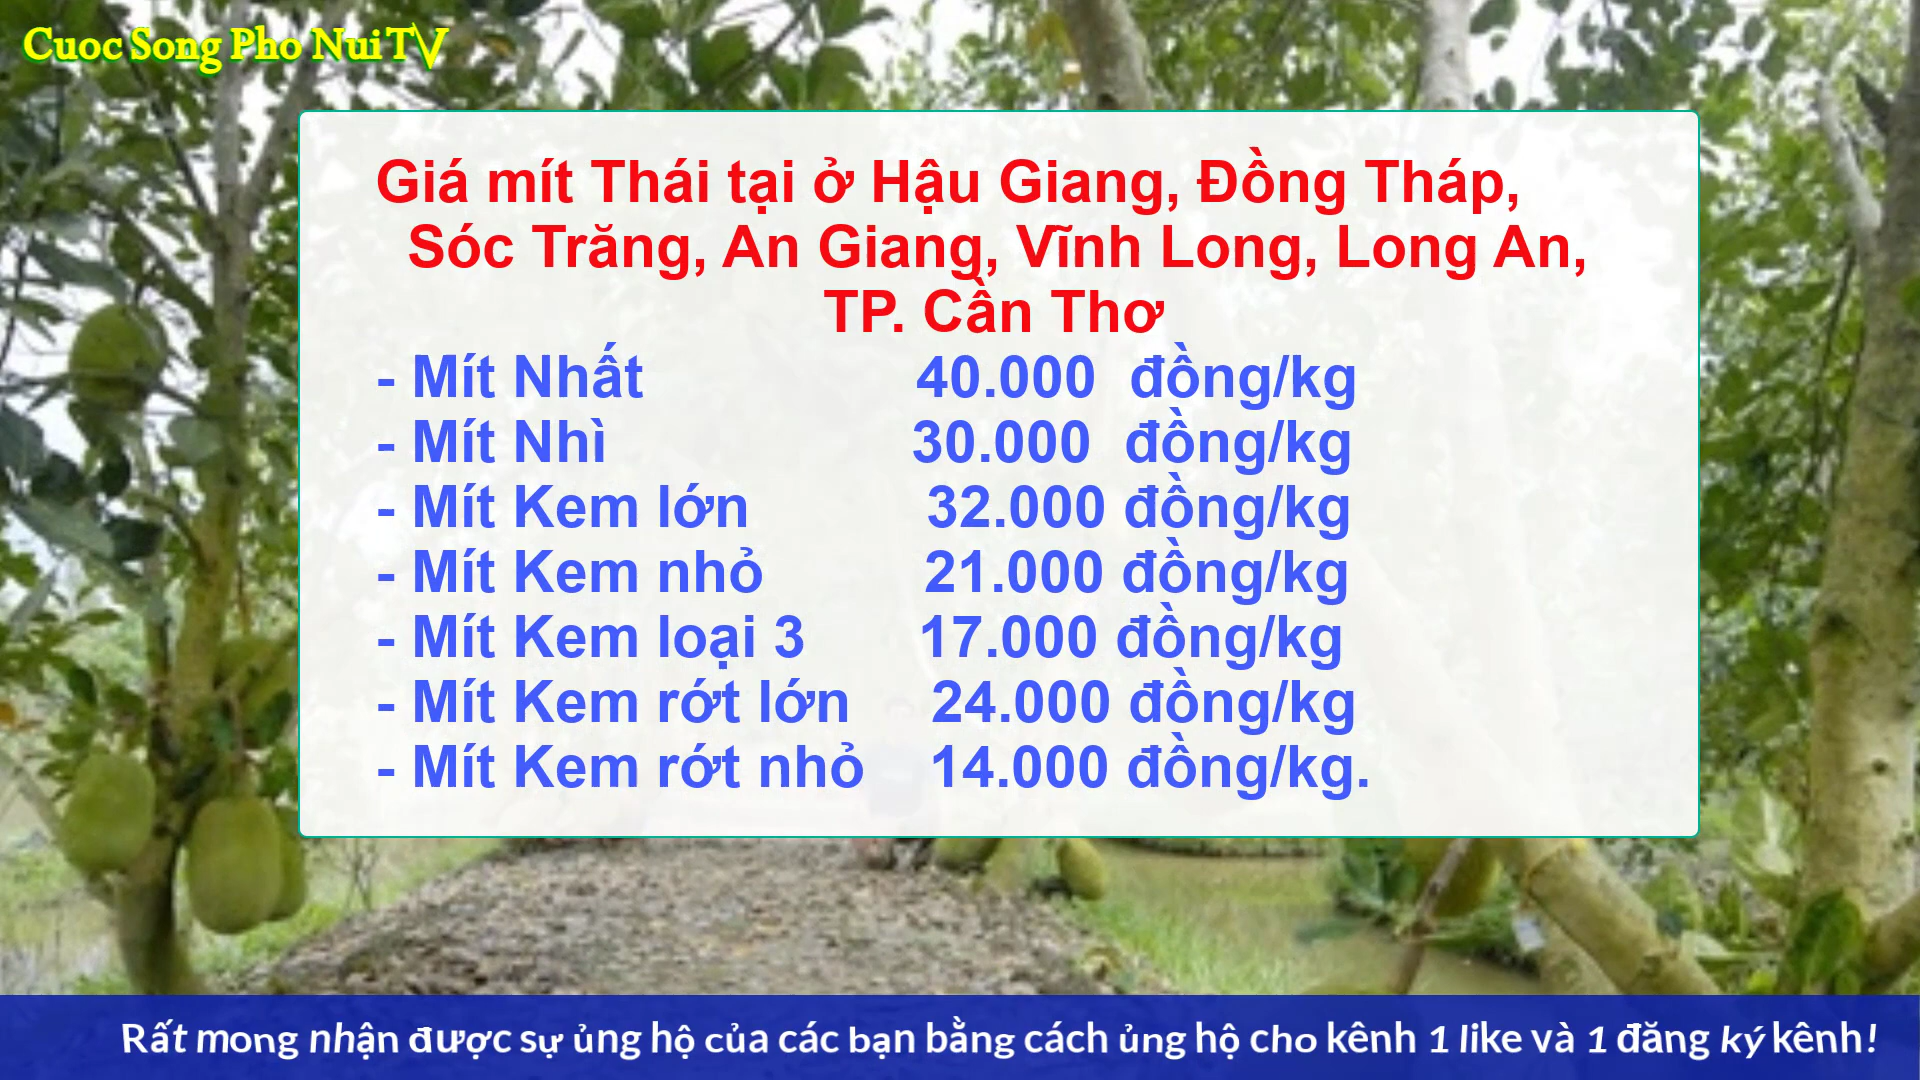 Cuoc Song Pho Nui TV
Giá mít Thái tại ở Hậu Giang, Đồng Tháp,
Sóc Trăng, An Giang, Vĩnh Long, Long An,
TP. Cần Thơ
- Mít Nhất 40.000 đồng/kg
- Mít Nhì 30.000 đồng/kg
- Mít Kem lớn 32.000 đồng/kg
- Mít Kem nhỏ 21.000 đồng/kg
- Mít Kem loại 3 17.000 đồng/kg
- Mít Kem rớt lớn 24.000 đồng/kg
- Mít Kem rớt nhỏ 14.000 đồng/kg.
Rất mong nhận được sự ủng hộ của các bạn bằng cách ủng hộ cho kênh 1 like và 1 đăng ký kênh!